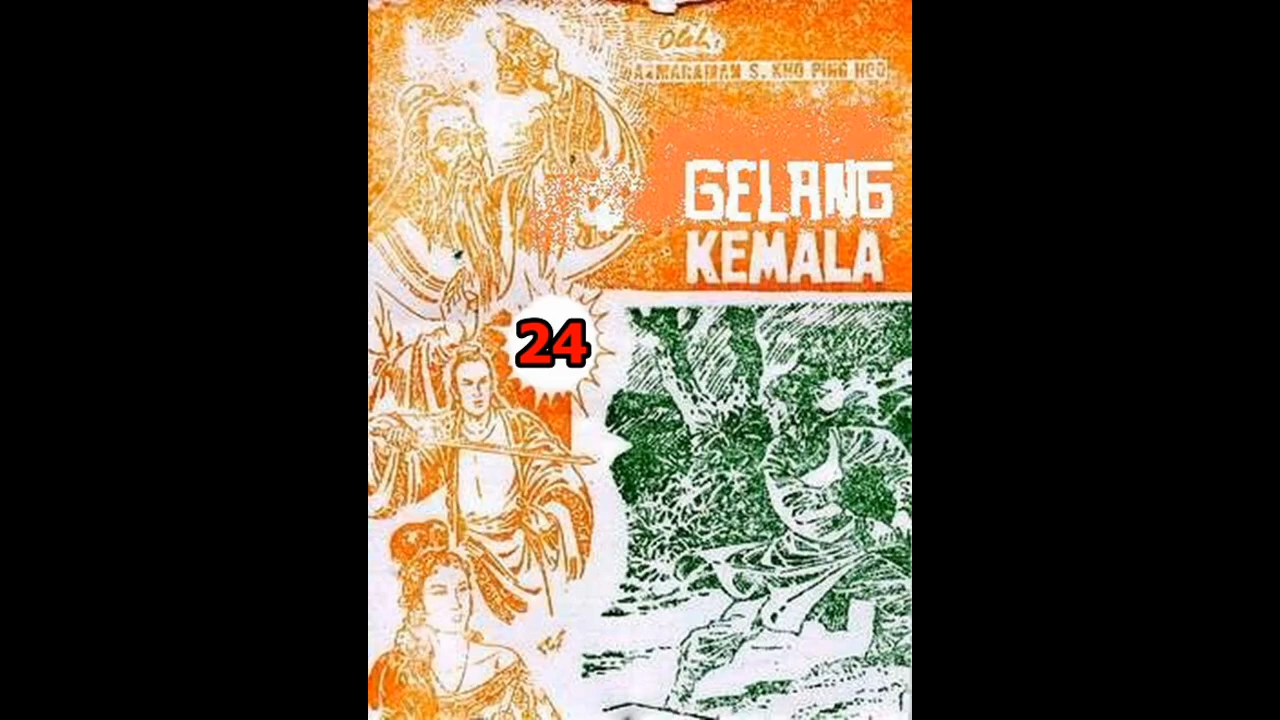 Oleh:
ASMARAMAN S. KHO PING HOO
GELANG
KEMALA
24